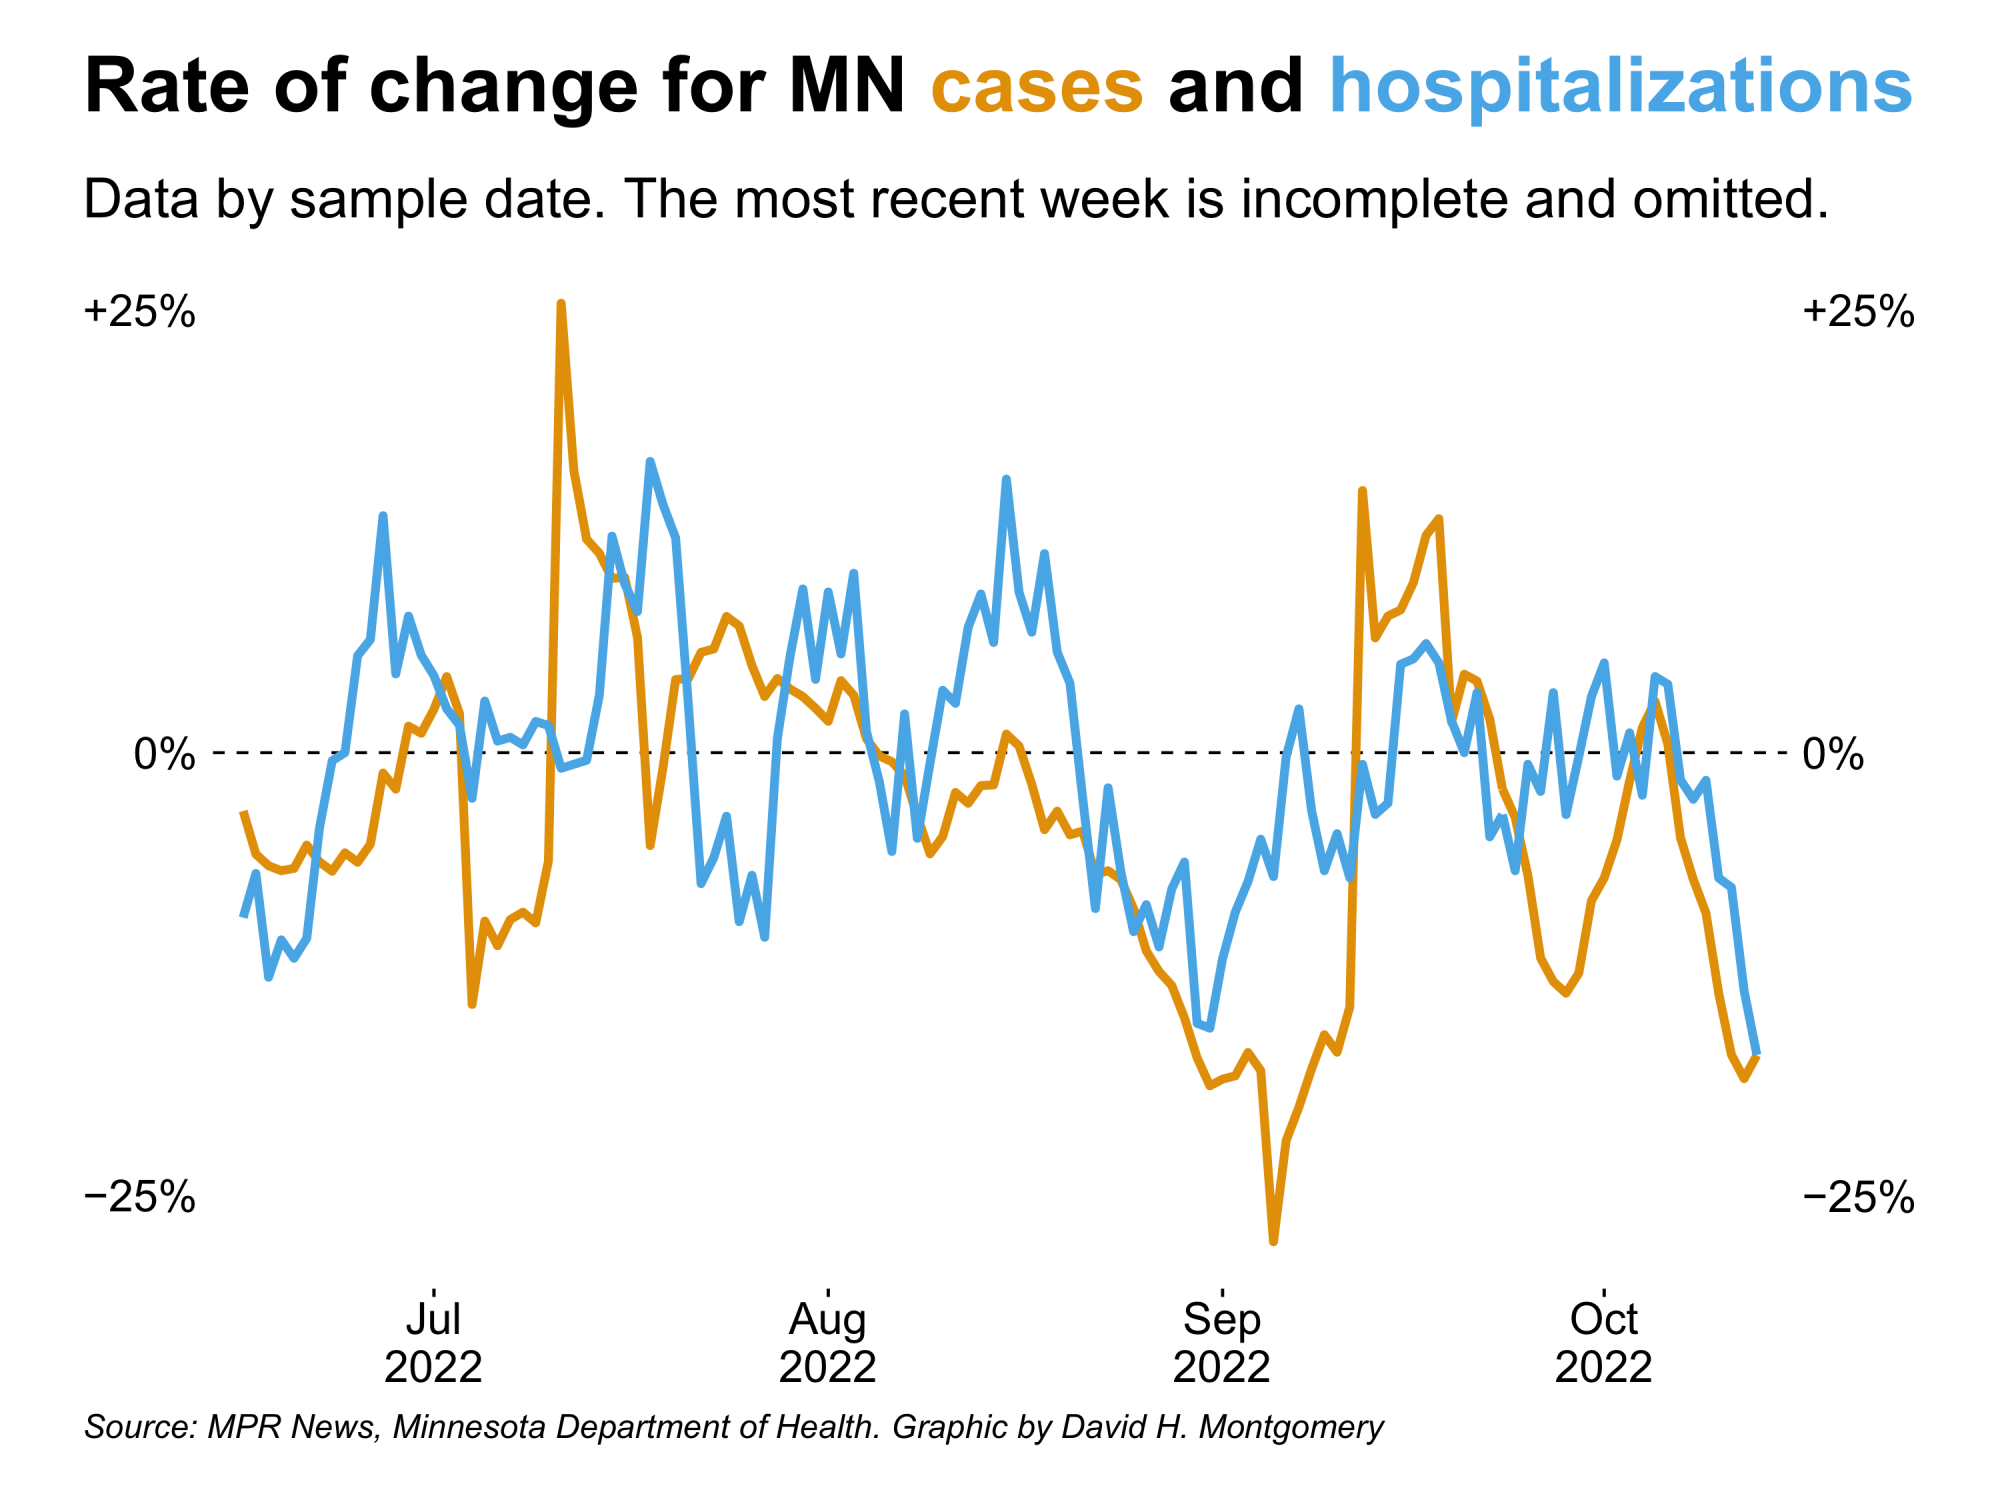 Rate of change for MN cases and hospitalizations
Data by sample date. The most recent week is incomplete and omitted.
+25% +25%
0% 0%
−25% −25%
Jul Aug Sep Oct
2022 2022 2022 2022
Source: MPR News, Minnesota Department of Health. Graphic by David H. Montgomery